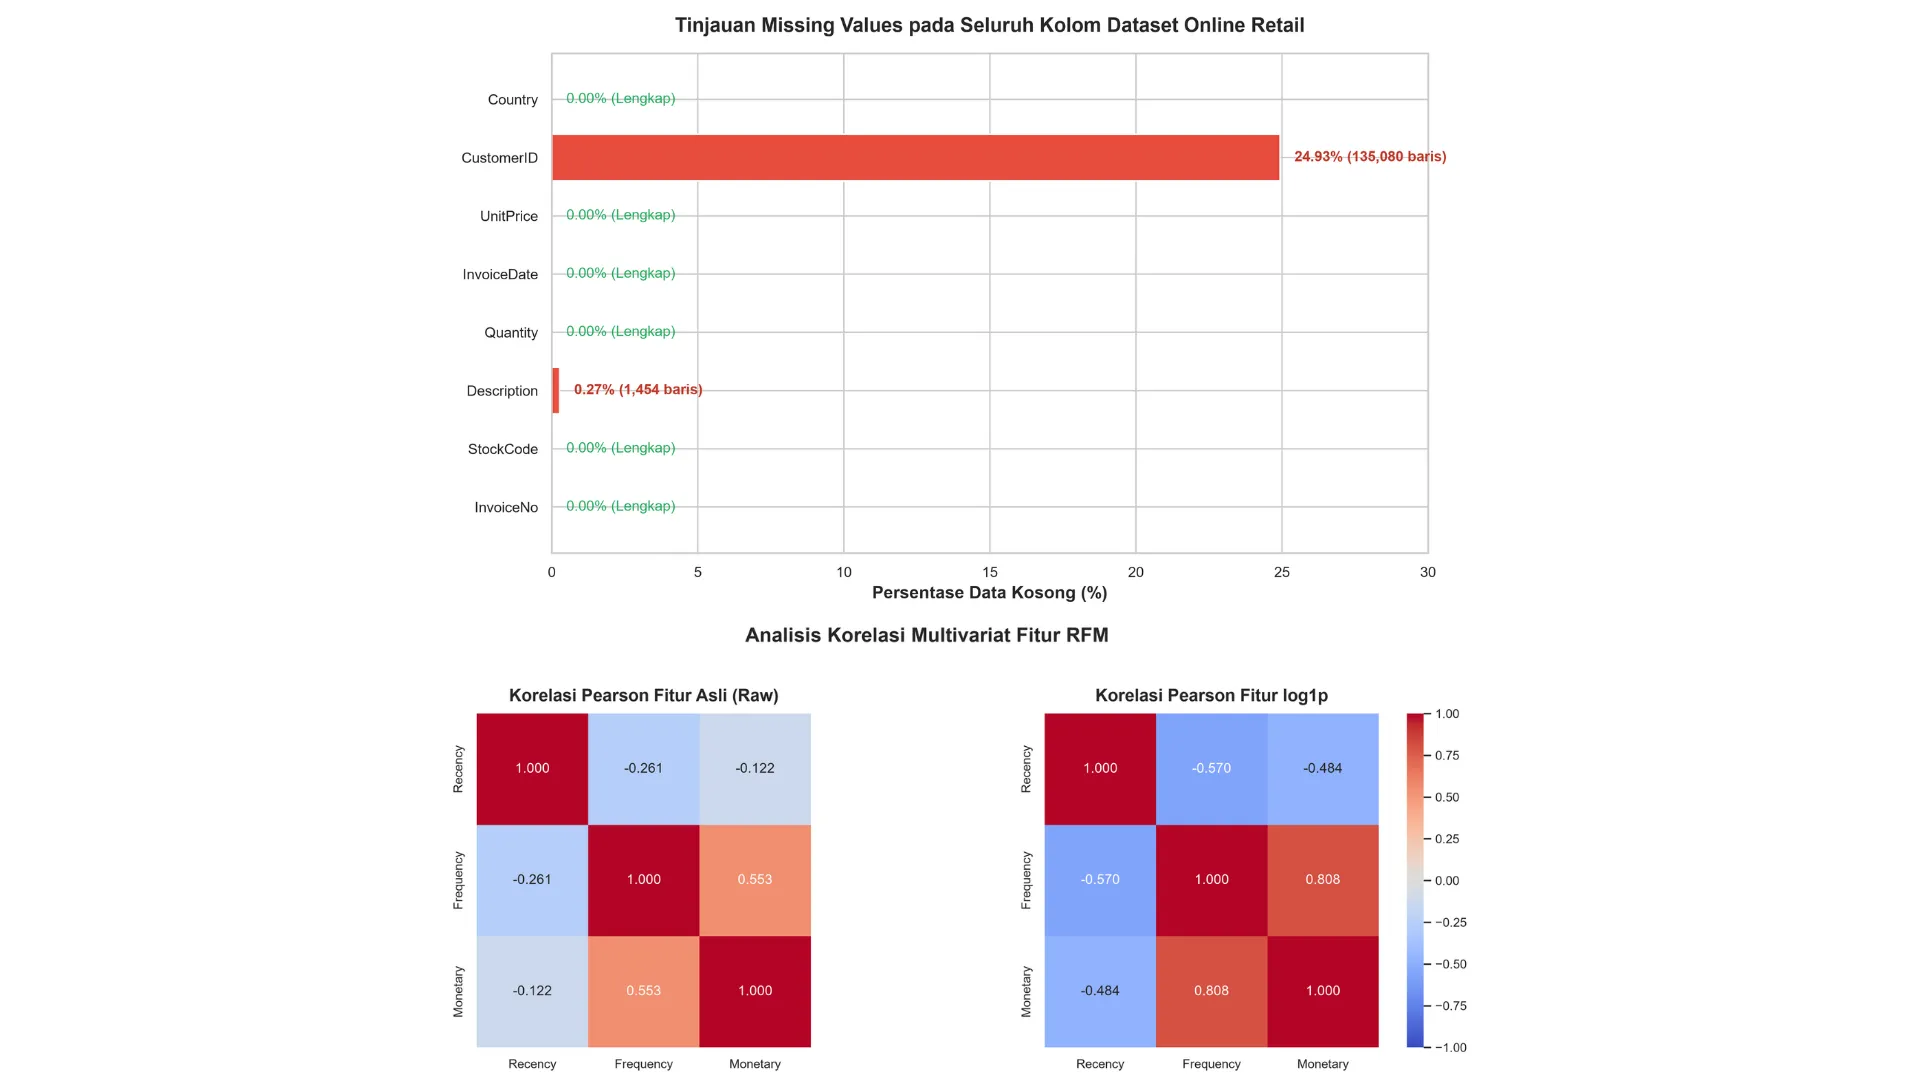 Tinjauan Missing Values pada Seluruh Kolom Dataset Online Retail
Country 0.00% (Lengkap)
CustomerID 24.93% (135,080 baris)
UnitPrice 0.00% (Lengkap)
InvoiceDate 0.00% (Lengkap)
Quantity 0.00% (Lengkap)
Description 0.27% (1,454 baris)
StockCode 0.00% (Lengkap)
InvoiceNo 0.00% (Lengkap)
0 5 10 15 20 25 30
Persentase Data Kosong (%)
Analisis Korelasi Multivariat Fitur RFM
Korelasi Pearson Fitur Asli (Raw)
Recency 1.000 -0.261 -0.122
Frequency -0.261 1.000 0.553
Monetary -0.122 0.553 1.000
Recency Frequency Monetary
Korelasi Pearson Fitur log1p
Recency 1.000 -0.570 -0.484
Frequency -0.570 1.000 0.808
Monetary -0.484 0.808 1.000
Recency Frequency Monetary
1.00
0.75
0.50
0.25
0.00
−0.25
−0.50
−0.75
−1.00